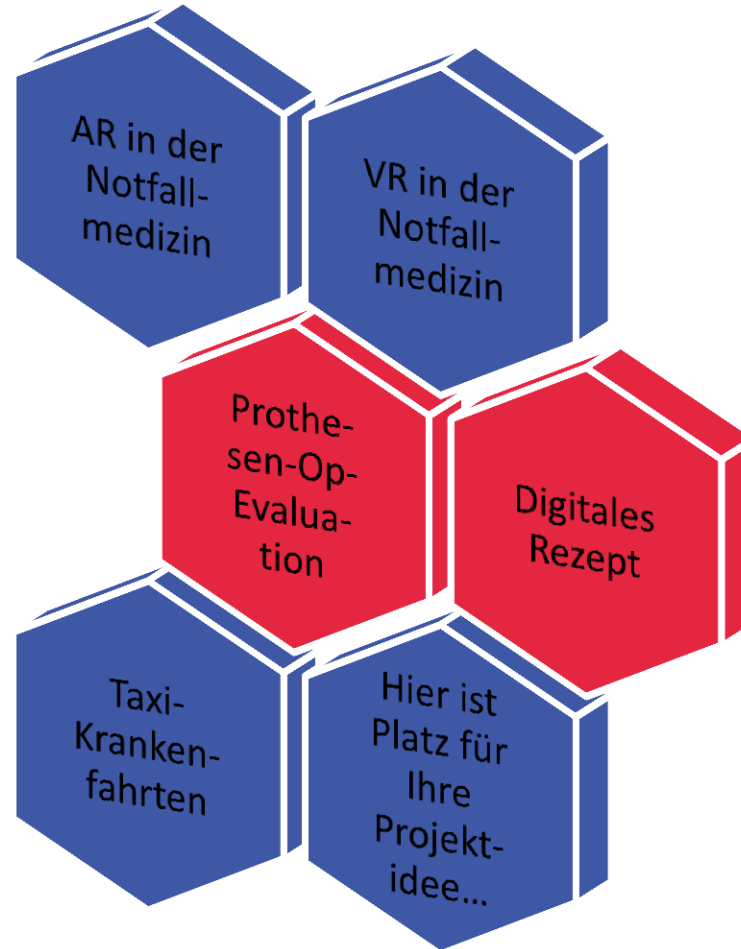 AR in der
Notfall-
medizin
VR in der
Notfall-
medizin
Prothe-
sen-Op-
Evalua-
tion
Digitales
Rezept
Taxi-
Kranken-
fahrten
Hier ist
Platz für
Ihre
Projekt-
idee...